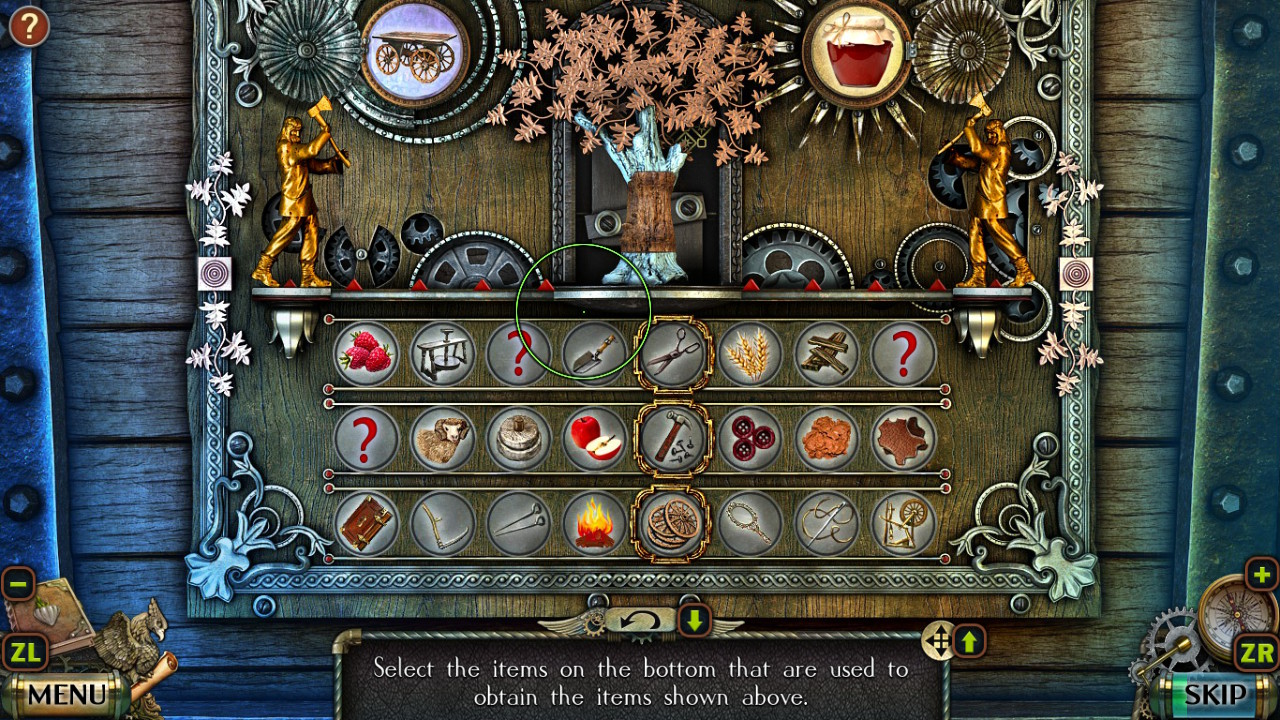 ?
?
?
?
−
+
ZL
ZR
MENU
SKIP
Select the items on the bottom that are used to
obtain the items shown above.